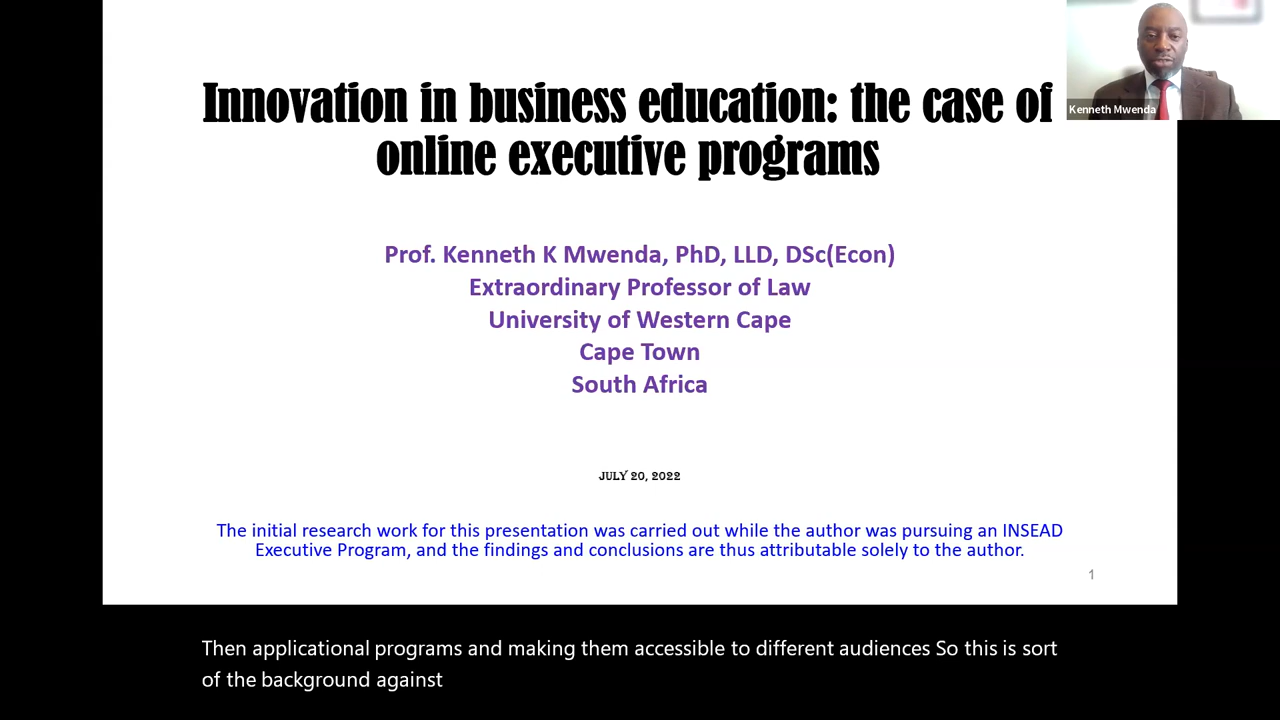 Innovation in business education: the case of
online executive programs
Kenneth Mwenda
Prof. Kenneth K Mwenda, PhD, LLD, DSc(Econ)
Extraordinary Professor of Law
University of Western Cape
Cape Town
South Africa
JULY 20, 2022
The initial research work for this presentation was carried out while the author was pursuing an INSEAD
Executive Program, and the findings and conclusions are thus attributable solely to the author.
1
Then applicational programs and making them accessible to different audiences So this is sort
of the background against